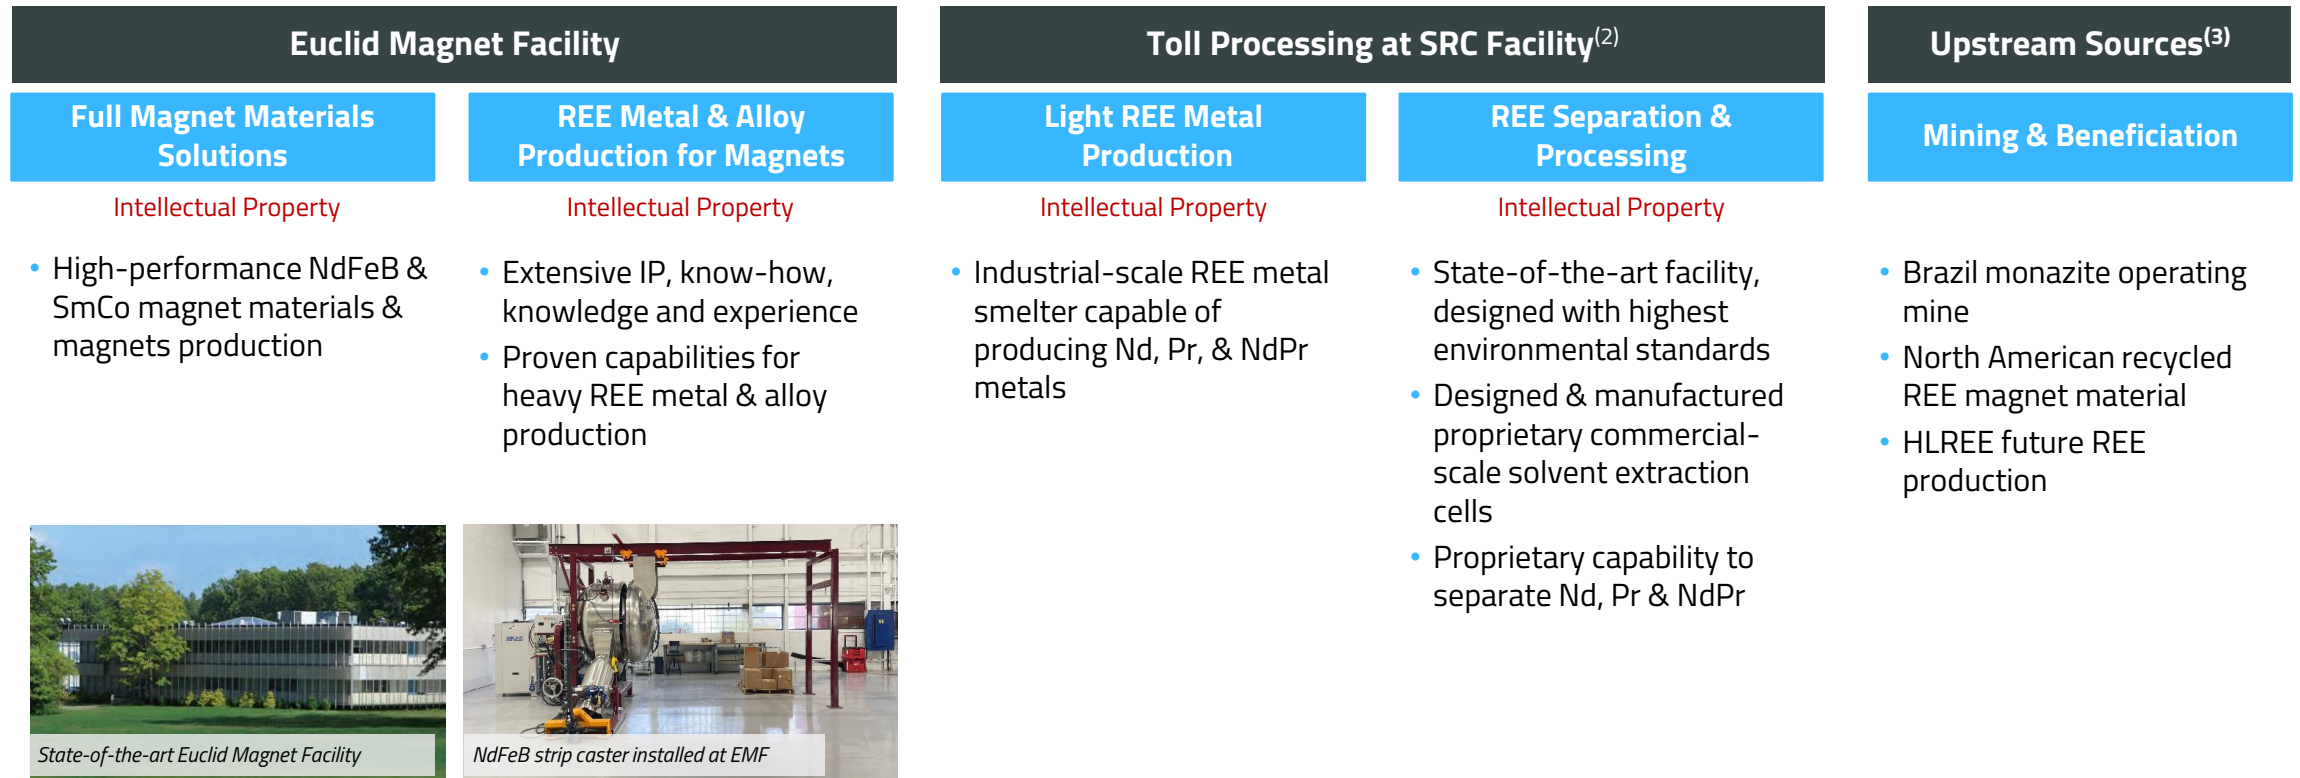 Euclid Magnet Facility
Full Magnet Materials
Solutions
Intellectual Property
• High-performance NdFeB &
SmCo magnet materials &
magnets production
State-of-the-art Euclid Magnet Facility
REE Metal & Alloy
Production for Magnets
Intellectual Property
• Extensive IP, know-how,
knowledge and experience
• Proven capabilities for
heavy REE metal & alloy
production
NdFeB strip caster installed at EMF
Toll Processing at SRC Facility(2)
Light REE Metal
Production
Intellectual Property
• Industrial-scale REE metal
smelter capable of
producing Nd, Pr, & NdPr
metals
REE Separation &
Processing
Intellectual Property
• State-of-the-art facility,
designed with highest
environmental standards
• Designed & manufactured
proprietary commercial-
scale solvent extraction
cells
• Proprietary capability to
separate Nd, Pr & NdPr
Upstream Sources(3)
Mining & Beneficiation
• Brazil monazite operating
mine
• North American recycled
REE magnet material
• HLREE future REE
production